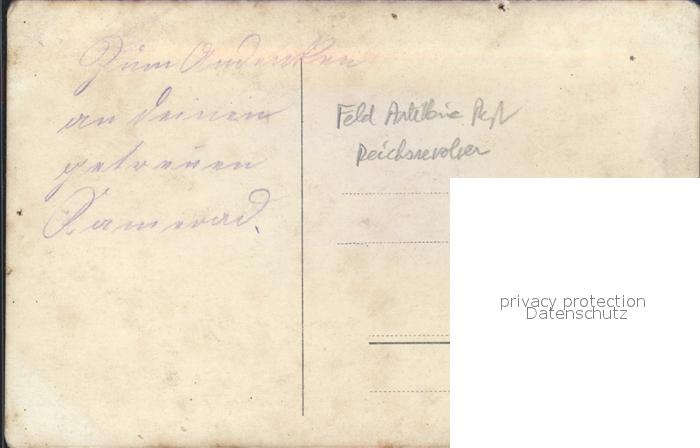 Zum Andenken
an deinen
getreuen
Kamerad.
Feld Artillerie Regt
Reichsrevolver
privacy protection
Datenschutz